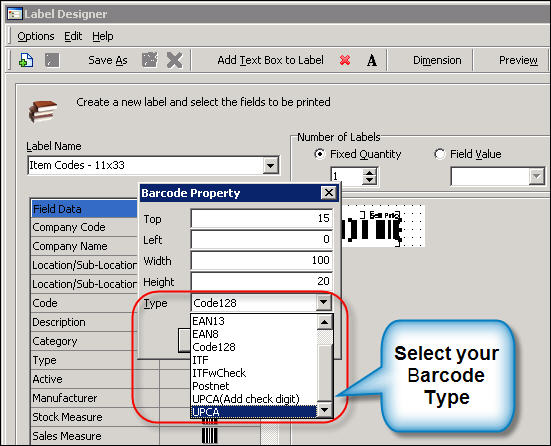 Label Designer
Options Edit Help
Save As Add Text Box to Label A Dimension Preview
Create a new label and select the fields to be printed
Label Name
Item Codes - 11x33
Number of Labels
Fixed Quantity Field Value
1
Barcode Property
Top 15
Left 0
Width 100
Height 20
Type Code128
EAN13
EAN8
Code128
ITF
ITFwCheck
Postnet
UPCA(Add check digit)
UPCA
Field Data
Company Code
Company Name
Location/Sub-Location
Location/Sub-Location
Code
Description
Category
Type
Active
Manufacturer
Stock Measure
Sales Measure
Select your
Barcode
Type